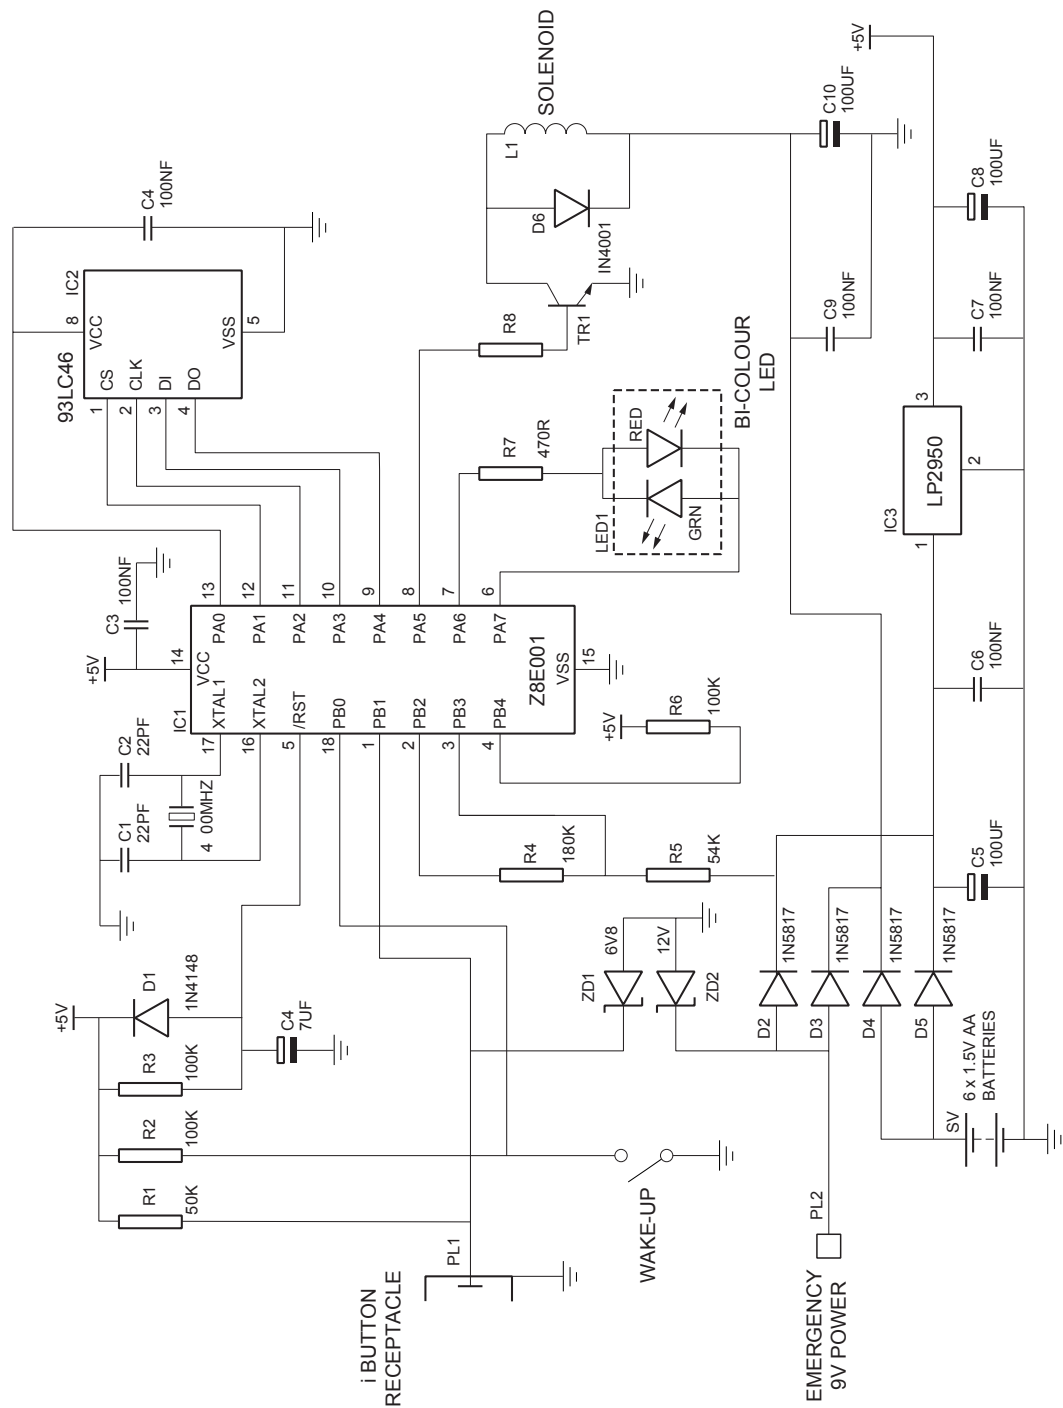 +5V
R1
50K
R2
100K
R3
100K
D1
1N4148
C4
7UF
i BUTTON
RECEPTACLE
PL1
WAKE-UP
EMERGENCY
9V POWER
PL2
C1
22PF
C2
22PF
4 00MHZ
+5V
C3
100NF
IC1
14
VCC
17
XTAL1
16
XTAL2
5
/RST
18
PB0
1
PB1
2
PB2
3
PB3
4
PB4
PA0
13
PA1
12
PA2
11
PA3
10
PA4
9
PA5
8
PA6
7
PA7
6
Z8E001
VSS
15
93LC46
IC2
8
VCC
1
CS
2
CLK
3
DI
4
DO
VSS
5
C4
100NF
R4
180K
R5
54K
+5V
R6
100K
ZD1
6V8
ZD2
12V
D2
1N5817
D3
1N5817
D4
1N5817
D5
1N5817
SV
6 x 1.5V AA
BATTERIES
R7
470R
LED1
RED
GRN
BI-COLOUR
LED
R8
TR1
D6
IN4001
L1
SOLENOID
C9
100NF
C10
100UF
C5
100UF
C6
100NF
IC3
1
LP2950
2
3
C7
100NF
C8
100UF
+5V